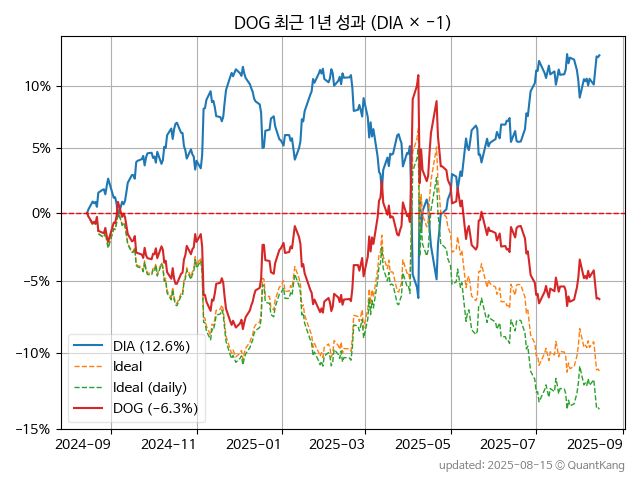 DOG 최근 1년 성과 (DIA × −1)
10%
5%
0%
−5%
−10%
−15%
DIA (12.6%)
Ideal
Ideal (daily)
DOG (−6.3%)
2024-09
2024-11
2025-01
2025-03
2025-05
2025-07
2025-09
updated: 2025-08-15 ⓒ QuantKang